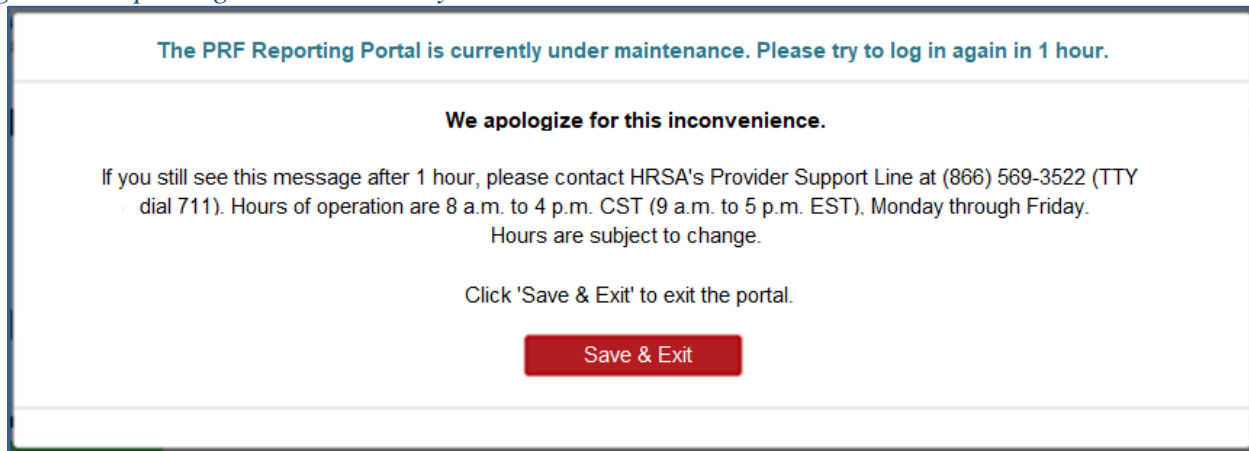 The PRF Reporting Portal is currently under maintenance. Please try to log in again in 1 hour.
We apologize for this inconvenience.
If you still see this message after 1 hour, please contact HRSA's Provider Support Line at (866) 569-3522 (TTY
dial 711). Hours of operation are 8 a.m. to 4 p.m. CST (9 a.m. to 5 p.m. EST), Monday through Friday.
Hours are subject to change.
Click 'Save & Exit' to exit the portal.
Save & Exit